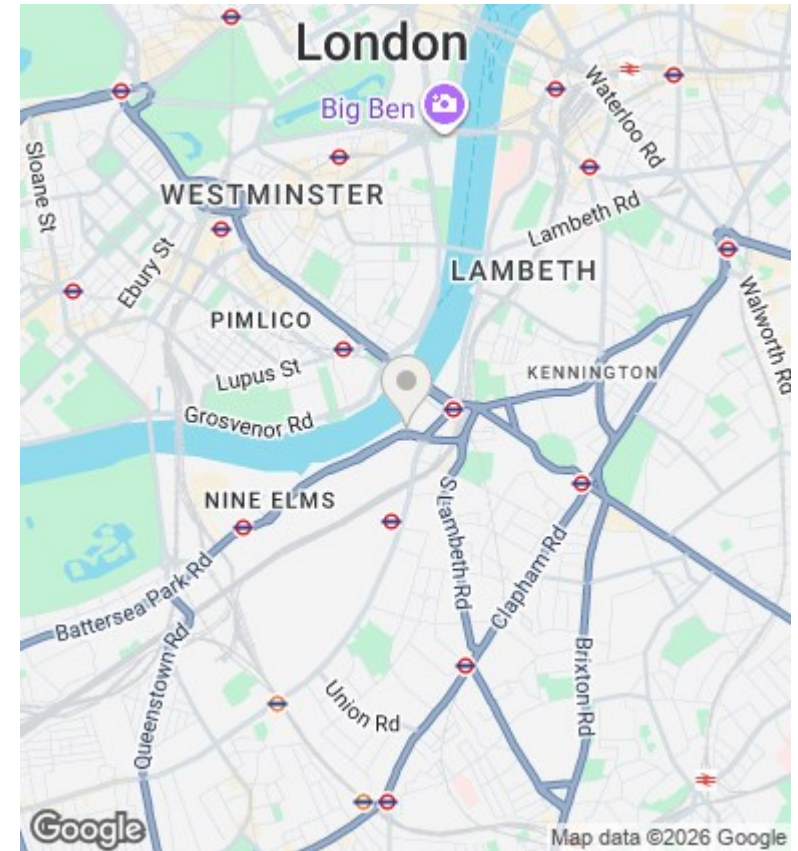 London
Big Ben
Waterloo Rd
Sloane St
WESTMINSTER
Lambeth Rd
Ebury St
LAMBETH
Walworth Rd
PIMLICO
Lupus St
KENNINGTON
Grosvenor Rd
NINE ELMS
S Lambeth Rd
Clapham Rd
Battersea Park Rd
Queenstown Rd
Union Rd
Brixton Rd
Google
Map data ©2026 Google